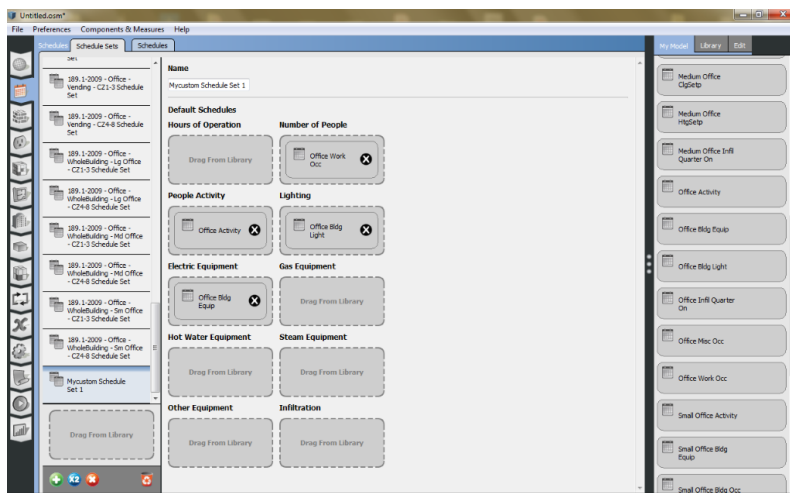 Untitled.osm*
File Preferences Components & Measures Help
Schedules Schedule Sets Schedules
My Model Library Edit
Set
189.1-2009 - Office -
Vending - CZ1-3 Schedule
Set
189.1-2009 - Office -
Vending - CZ4-8 Schedule
Set
189.1-2009 - Office -
WholeBuilding - Lg Office
- CZ1-3 Schedule Set
189.1-2009 - Office -
WholeBuilding - Lg Office
- CZ4-8 Schedule Set
189.1-2009 - Office -
WholeBuilding - Md Office
- CZ1-3 Schedule Set
189.1-2009 - Office -
WholeBuilding - Md Office
- CZ4-8 Schedule Set
189.1-2009 - Office -
WholeBuilding - Sm Office
- CZ1-3 Schedule Set
189.1-2009 - Office -
WholeBuilding - Sm Office
- CZ4-8 Schedule Set
Mycustom Schedule
Set 1
Drag From Library
x2
Name
Mycustom Schedule Set 1
Default Schedules
Hours of Operation Number of People
Drag From Library
Office Work
Occ
People Activity Lighting
Office Activity
Office Bldg
Light
Electric Equipment Gas Equipment
Office Bldg
Equip
Drag From Library
Hot Water Equipment Steam Equipment
Drag From Library Drag From Library
Other Equipment Infiltration
Drag From Library Drag From Library
Medium Office
ClgSetp
Medium Office
HtgSetp
Medium Office Infil
Quarter On
Office Activity
Office Bldg Equip
Office Bldg Light
Office Infil Quarter
On
Office Misc Occ
Office Work Occ
Small Office Activity
Small Office Bldg
Equip
Small Office Bldg Occ